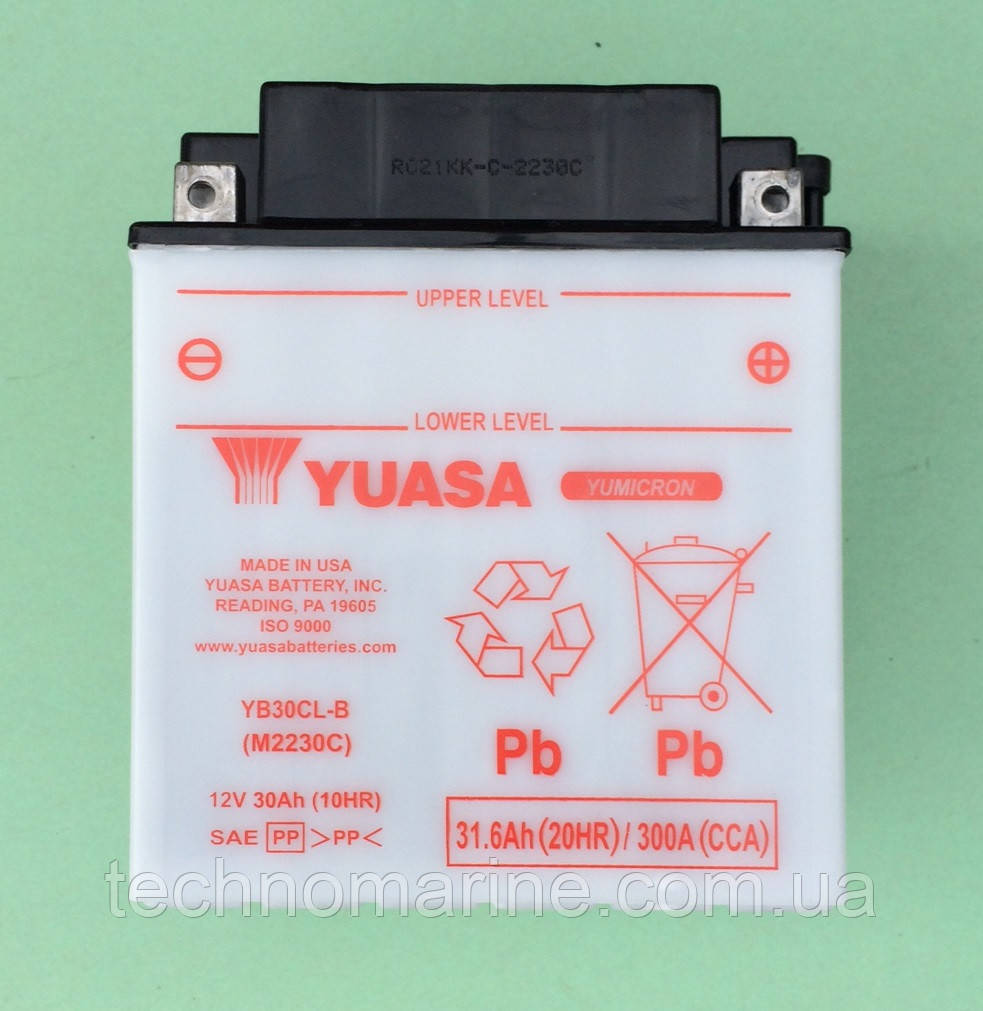 RO21KK-C-2230C
UPPER LEVEL
LOWER LEVEL
YUASA
YUMICRON
MADE IN USA
YUASA BATTERY, INC.
READING, PA 19605
ISO 9000
www.yuasabatteries.com
YB30CL-B
(M2230C)
12V 30Ah (10HR)
SAE PP >PP<
Pb
Pb
31.6Ah (20HR) / 300A (CCA)
technomarine.com.ua